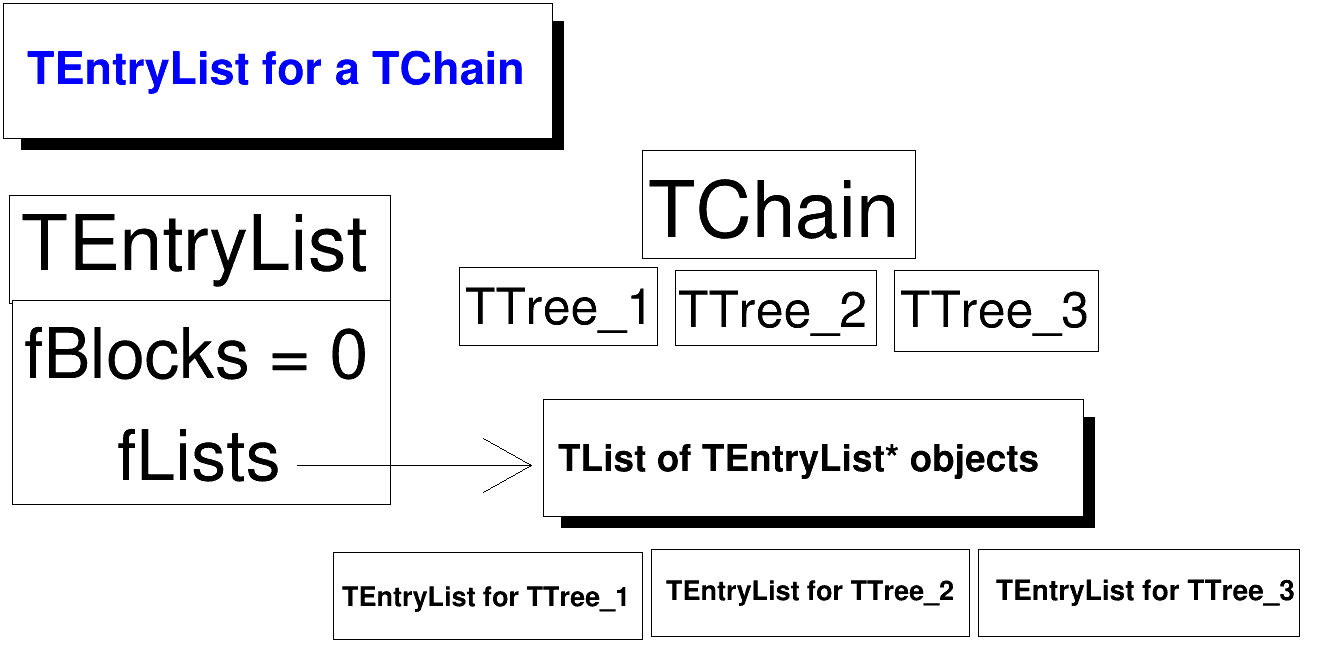 TEntryList for a TChain
TChain
TEntryList
TTree_1
TTree_2
TTree_3
fBlocks = 0
fLists
TList of TEntryList* objects
TEntryList for TTree_1
TEntryList for TTree_2
TEntryList for TTree_3